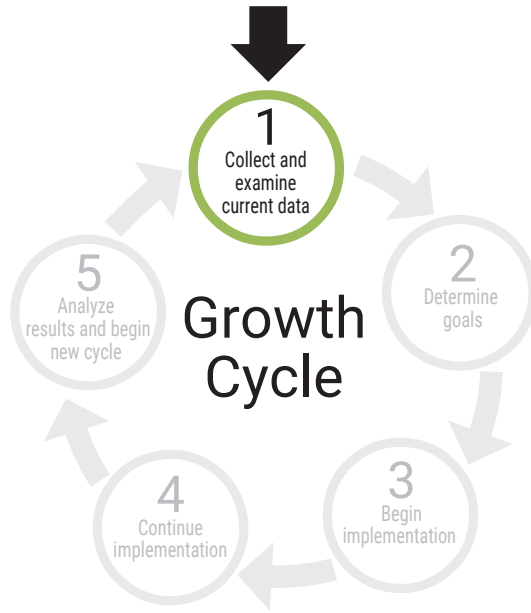 1
Collect and
examine
current data
2
Determine
goals
3
Begin
implementation
4
Continue
implementation
5
Analyze
results and begin
new cycle
Growth
Cycle